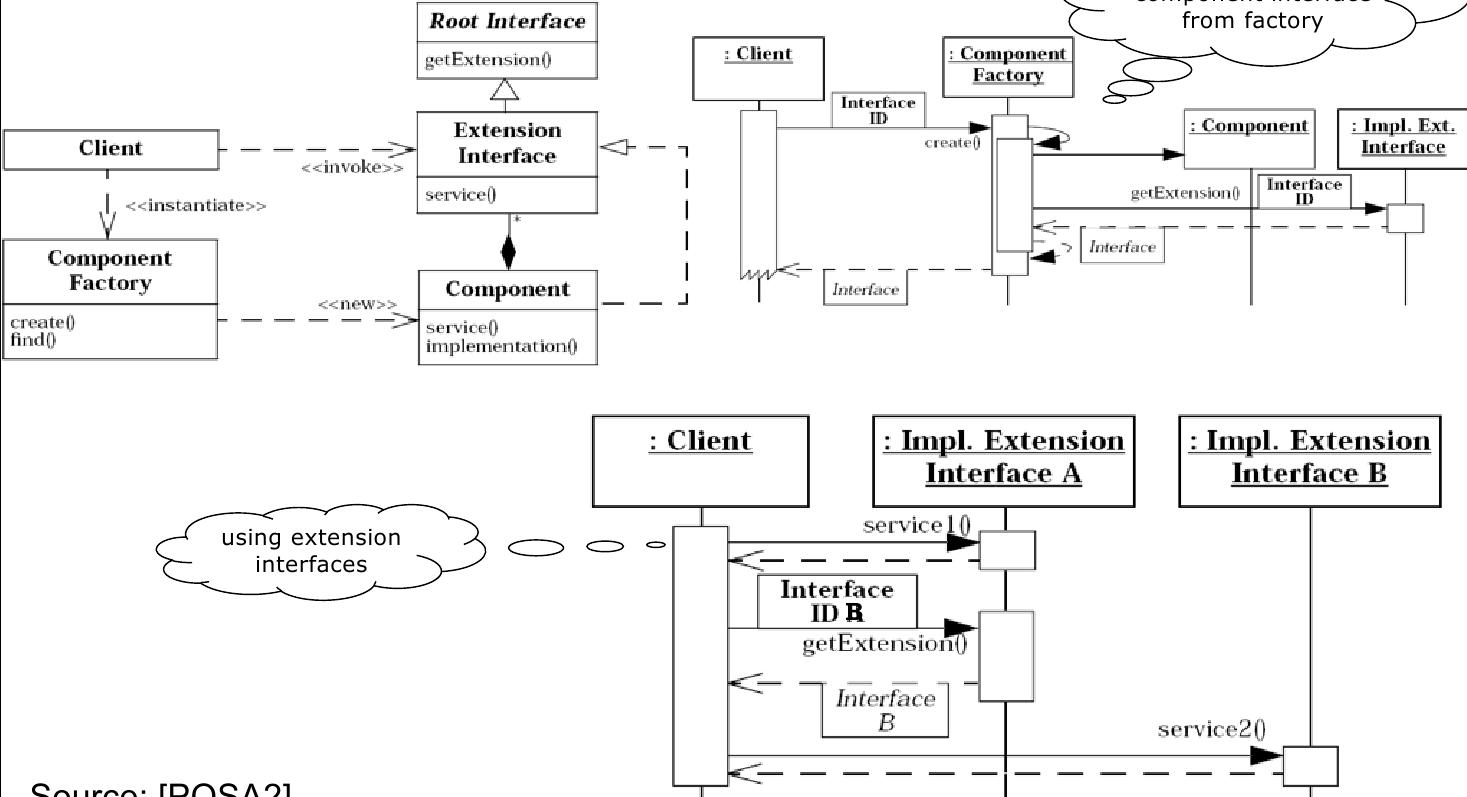 Root Interface
getExtension()
Client
<<invoke>>
Extension
Interface
service()
*
<<instantiate>>
Component
Factory
create()
find()
<<new>>
Component
service()
implementation()
component interface
from factory
: Client
: Component
Factory
Interface
ID
create()
: Component
: Impl. Ext.
Interface
getExtension()
Interface
ID
Interface
Interface
using extension
interfaces
: Client
: Impl. Extension
Interface A
: Impl. Extension
Interface B
service1()
Interface
ID B
getExtension()
Interface
B
service2()
Source: [POSA2]